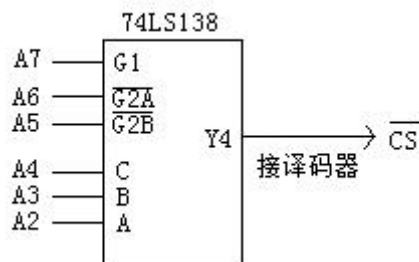 74LS138
A7 G1
A6 G2A
A5 G2B
Y4 CS
接译码器
A4 C
A3 B
A2 A